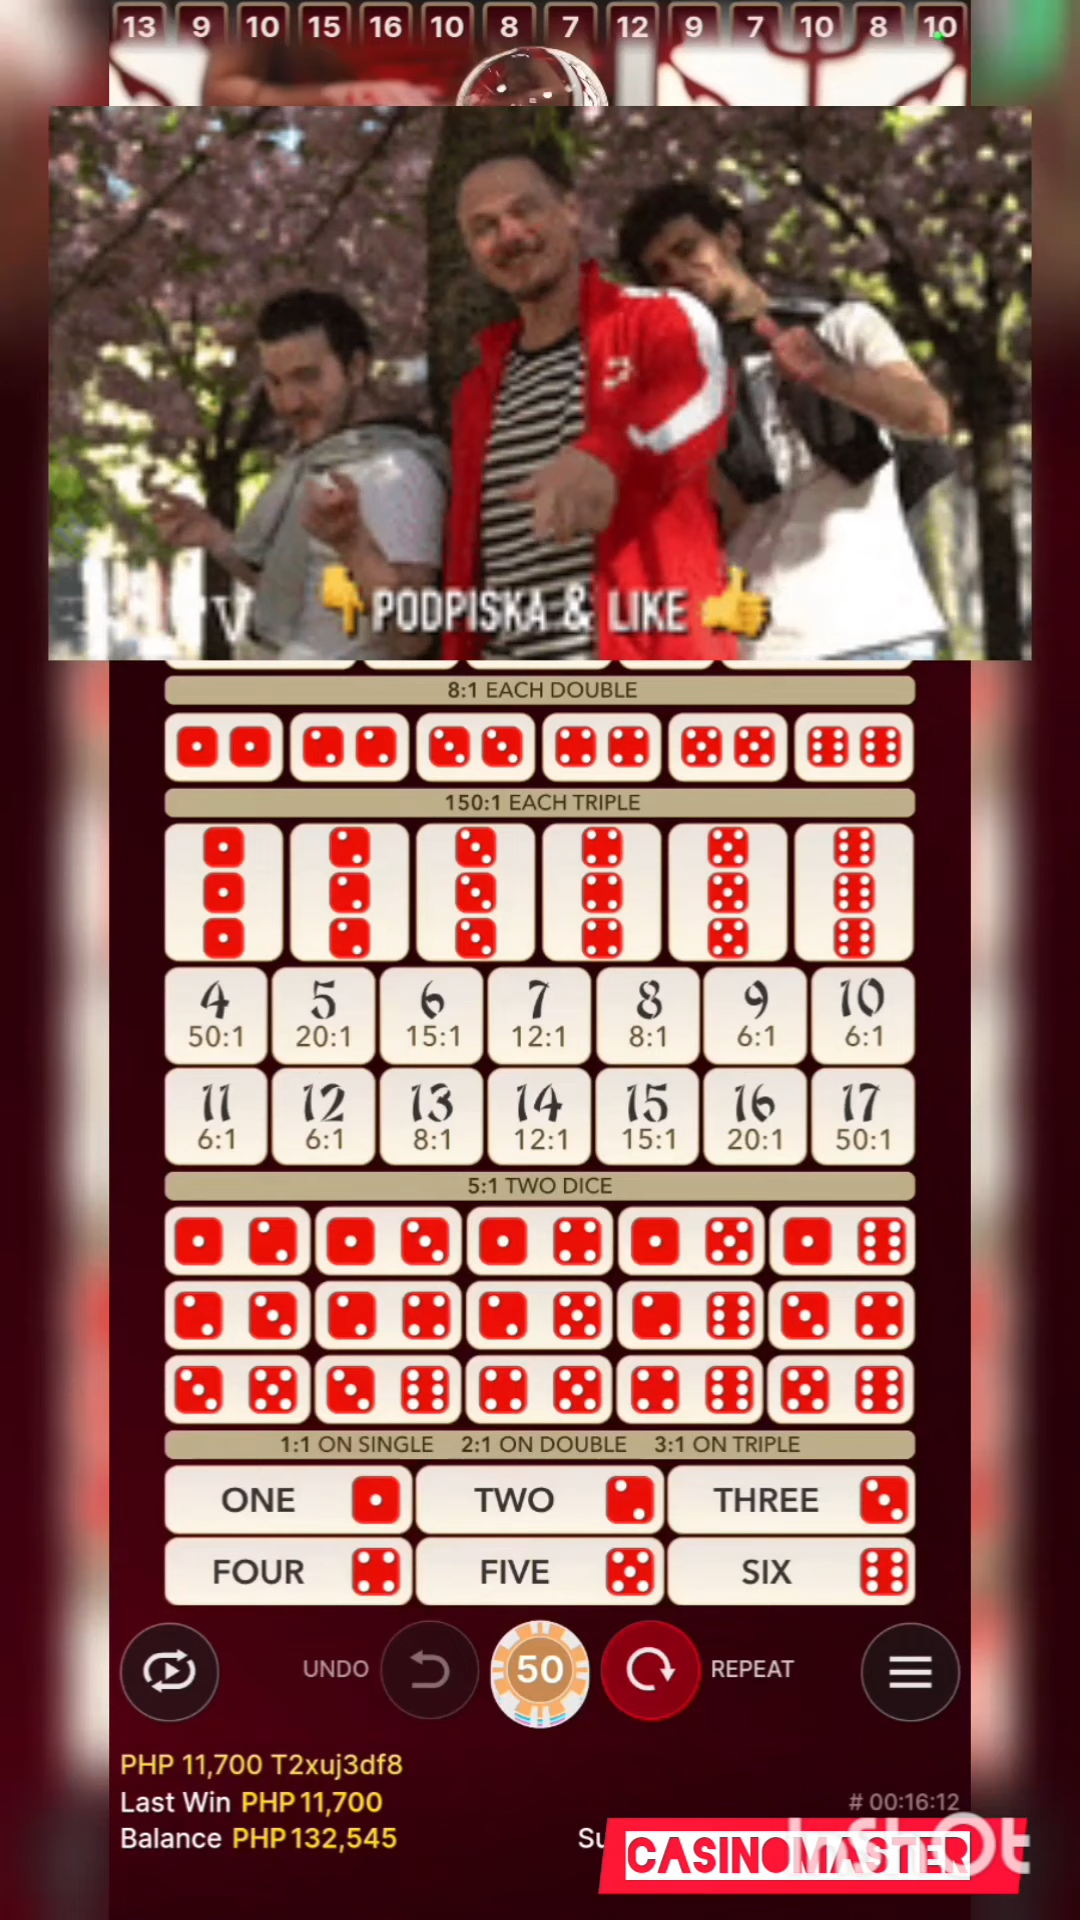 13 9 10 15 16 10 8 7 12 9 7 10 8 10
👇PODPISKA & LIKE 👍
8:1 EACH DOUBLE
150:1 EACH TRIPLE
4 5 6 7 8 9 10
50:1 20:1 15:1 12:1 8:1 6:1 6:1
11 12 13 14 15 16 17
6:1 6:1 8:1 12:1 15:1 20:1 50:1
5:1 TWO DICE
1:1 ON SINGLE 2:1 ON DOUBLE 3:1 ON TRIPLE
ONE TWO THREE
FOUR FIVE SIX
UNDO 50 REPEAT
PHP 11,700 T2xuj3df8
Last Win PHP 11,700
# 00:16:12
Balance PHP 132,545
CASINOMASTER